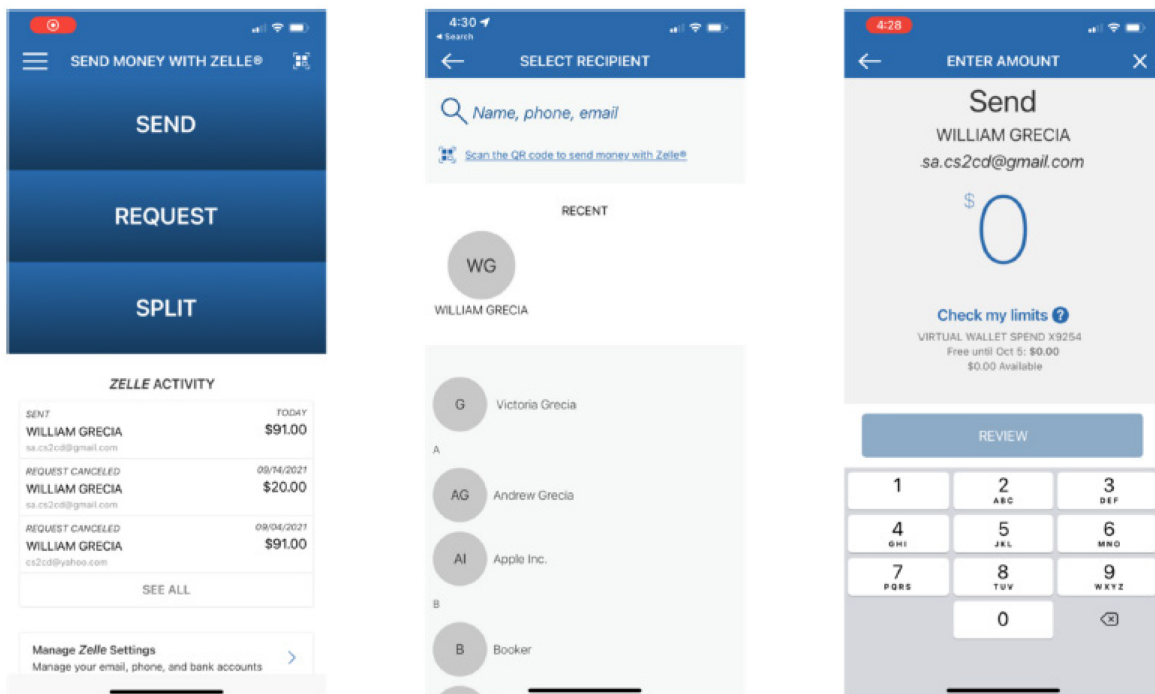 SEND MONEY WITH ZELLE®
SEND
REQUEST
SPLIT
ZELLE ACTIVITY
SENT TODAY
WILLIAM GRECIA $91.00
sa.cs2cd@gmail.com
REQUEST CANCELED 09/14/2021
WILLIAM GRECIA $20.00
sa.cs2cd@gmail.com
REQUEST CANCELED 09/04/2021
WILLIAM GRECIA $91.00
cs2cd@yahoo.com
SEE ALL
Manage Zelle Settings
Manage your email, phone, and bank accounts
4:30
Search
SELECT RECIPIENT
Name, phone, email
Scan the QR code to send money with Zelle®
RECENT
WG
WILLIAM GRECIA
G Victoria Grecia
A
AG Andrew Grecia
AI Apple Inc.
B
B Booker
4:28
ENTER AMOUNT
Send
WILLIAM GRECIA
sa.cs2cd@gmail.com
$0
Check my limits ?
VIRTUAL WALLET SPEND X9254
Free until Oct 5: $0.00
$0.00 Available
REVIEW
1 2 3
ABC DEF
4 5 6
GHI JKL MNO
7 8 9
PQRS TUV WXYZ
0